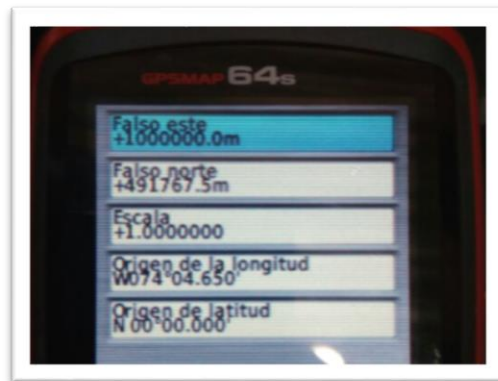 GPSMAP 64s
Falso este
+1000000.0m
Falso norte
+491767.5m
Escala
+1.0000000
Origen de la longitud
W074°04.650'
Origen de latitud
N 00°00.000'